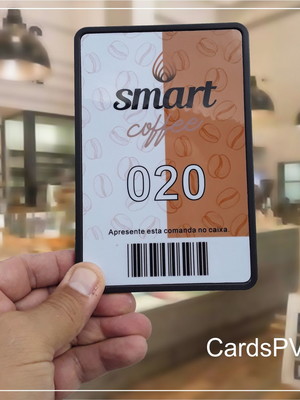 smart
coffee
020
Apresente esta comanda no caixa
CardsPV